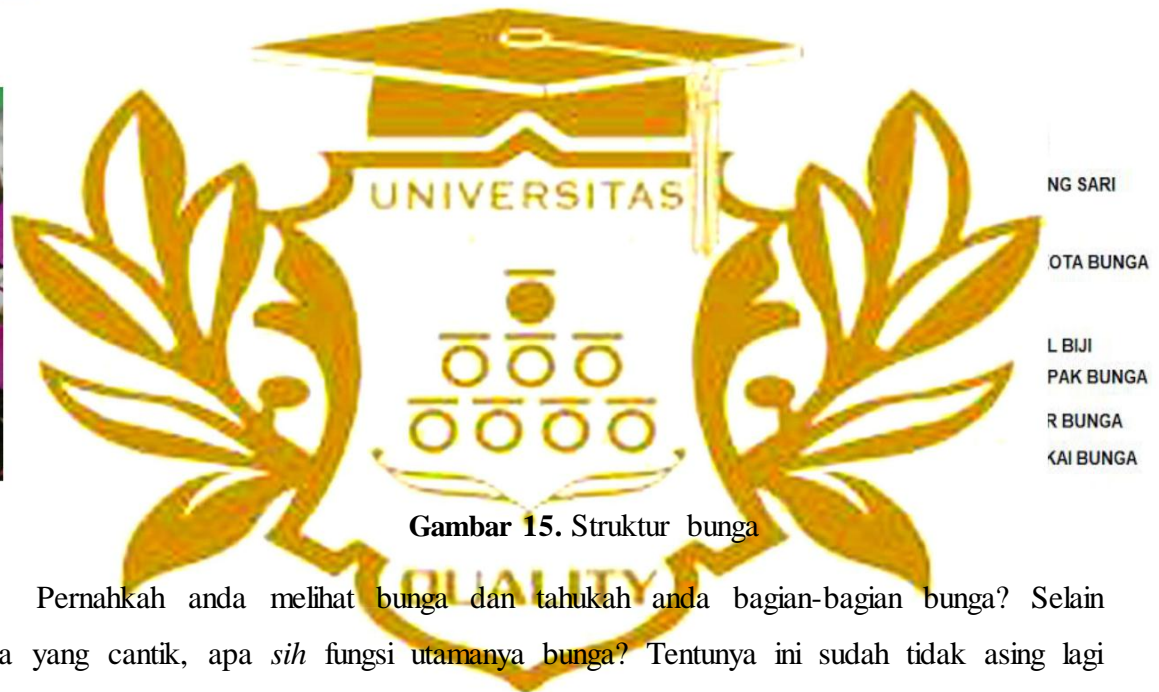 UNIVERSITAS
NG SARI
OTA BUNGA
L BIJI
PAK BUNGA
R BUNGA
KAI BUNGA
Gambar 15. Struktur bunga
QUALITY
Pernahkah anda melihat bunga dan tahukah anda bagian-bagian bunga? Selain
a yang cantik, apa sih fungsi utamanya bunga? Tentunya ini sudah tidak asing lagi